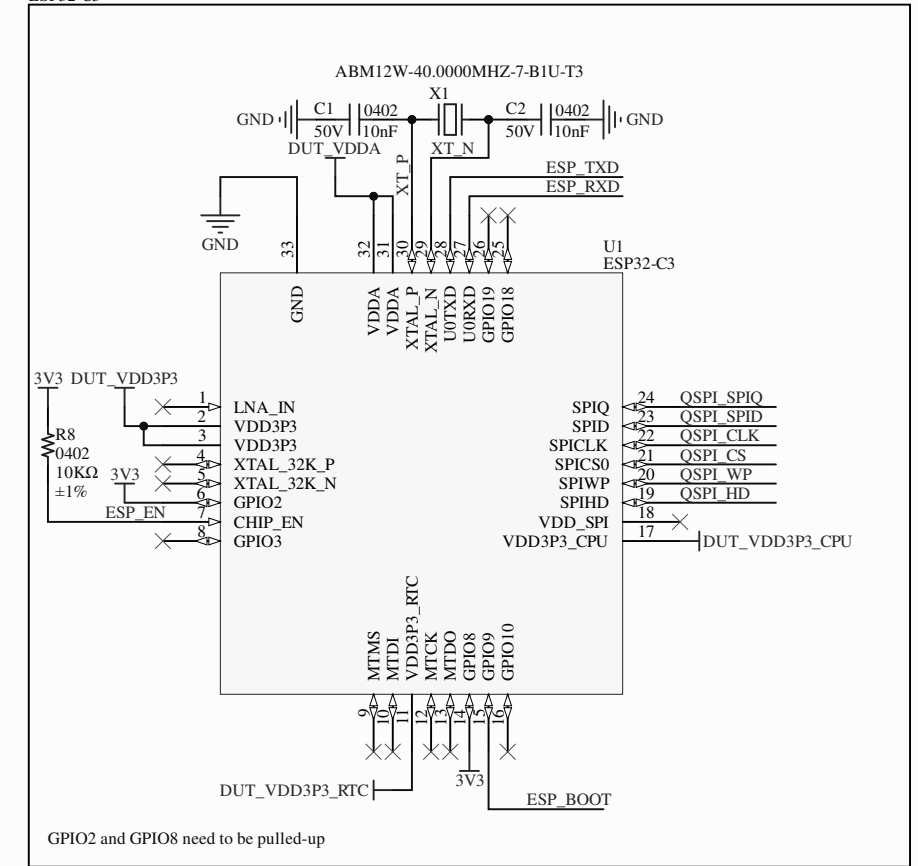 ABM12W-40.0000MHZ-7-B1U-T3
X1
C1 0402 C2 0402
GND GND
50V 10nF 50V 10nF
DUT_VDDA XT_N
XT_P
ESP_TXD
ESP_RXD
GND
33 32 31 30 29 28 27 26 25
U1
ESP32-C3
GND VDDA VDDA XTAL_P XTAL_N U0TXD U0RXD GPIO19 GPIO18
3V3 DUT_VDD3P3
1 LNA_IN SPIQ 24 QSPI_SPIQ
2 VDD3P3 SPID 23 QSPI_SPID
R8
3 VDD3P3 SPICLK 22 QSPI_CLK
0402
4 XTAL_32K_P SPICS0 21 QSPI_CS
10KΩ
3V3
5 XTAL_32K_N SPIWP 20 QSPI_WP
±1%
6 GPIO2 SPIHD 19 QSPI_HD
ESP_EN
7 CHIP_EN VDD_SPI 18
8 GPIO3 VDD3P3_CPU 17 DUT_VDD3P3_CPU
MTMS MTDI VDD3P3_RTC MTCK MTDO GPIO8 GPIO9 GPIO10
9 10 11 12 13 14 15 16
3V3
DUT_VDD3P3_RTC
ESP_BOOT
GPIO2 and GPIO8 need to be pulled-up